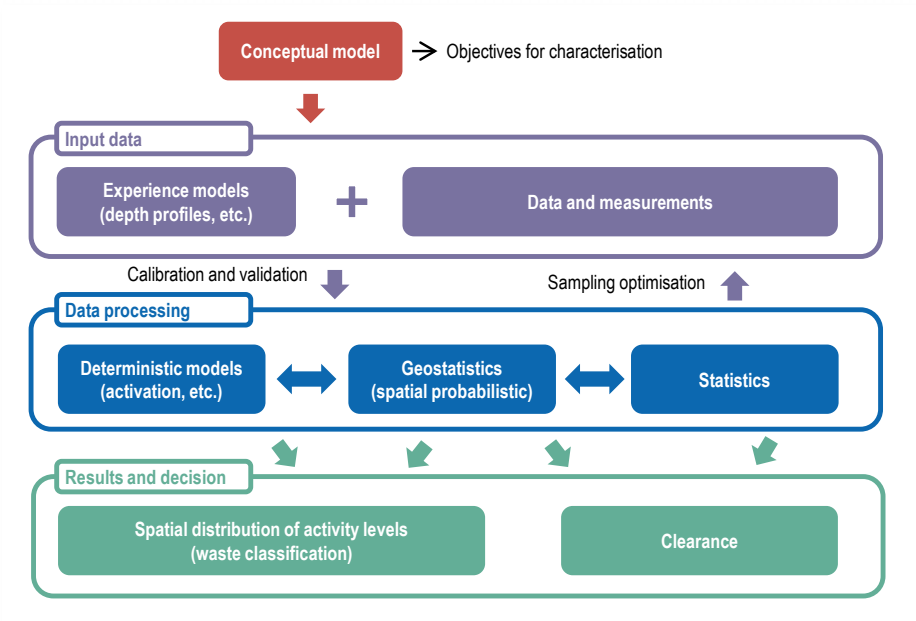 Conceptual model
Objectives for characterisation
Input data
Experience models
(depth profiles, etc.)
Data and measurements
Calibration and validation
Sampling optimisation
Data processing
Deterministic models
(activation, etc.)
Geostatistics
(spatial probabilistic)
Statistics
Results and decision
Spatial distribution of activity levels
(waste classification)
Clearance